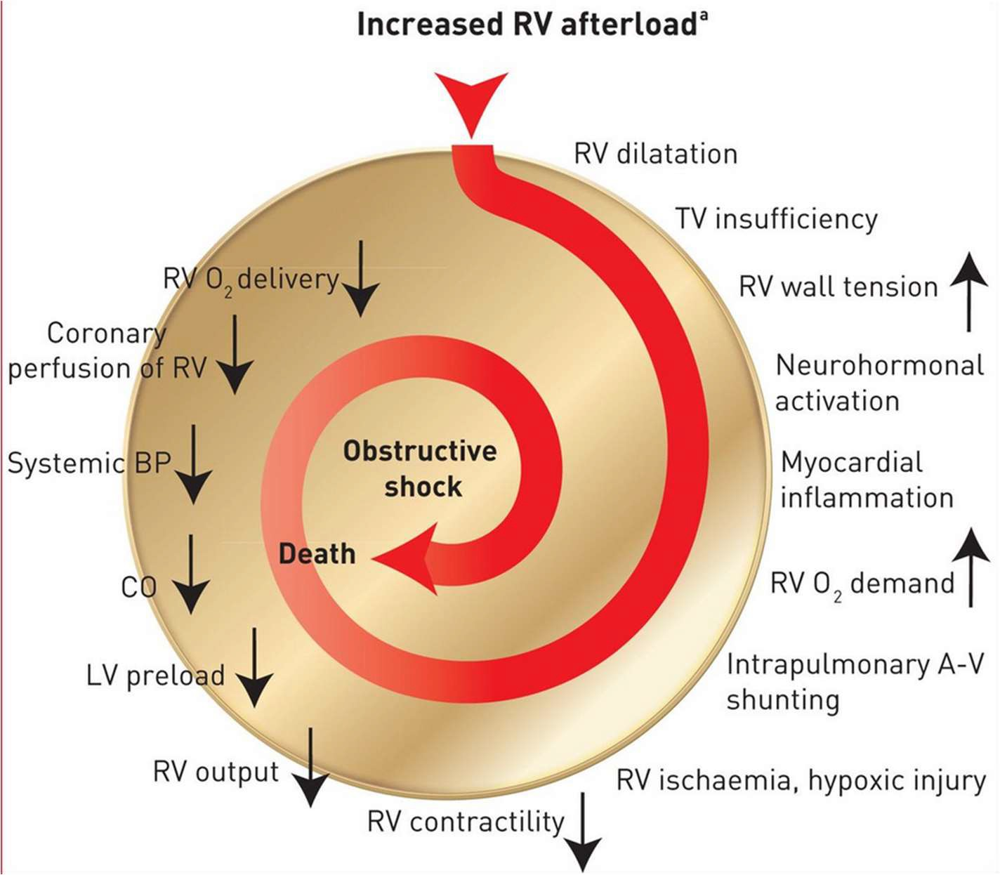 Increased RV afterloadᵃ
RV dilatation
TV insufficiency
RV wall tension
Neurohormonal
activation
Myocardial
inflammation
RV O₂ demand
Intrapulmonary A-V
shunting
RV ischaemia, hypoxic injury
RV contractility
RV output
LV preload
CO
Systemic BP
Coronary
perfusion of RV
RV O₂ delivery
Obstructive
shock
Death